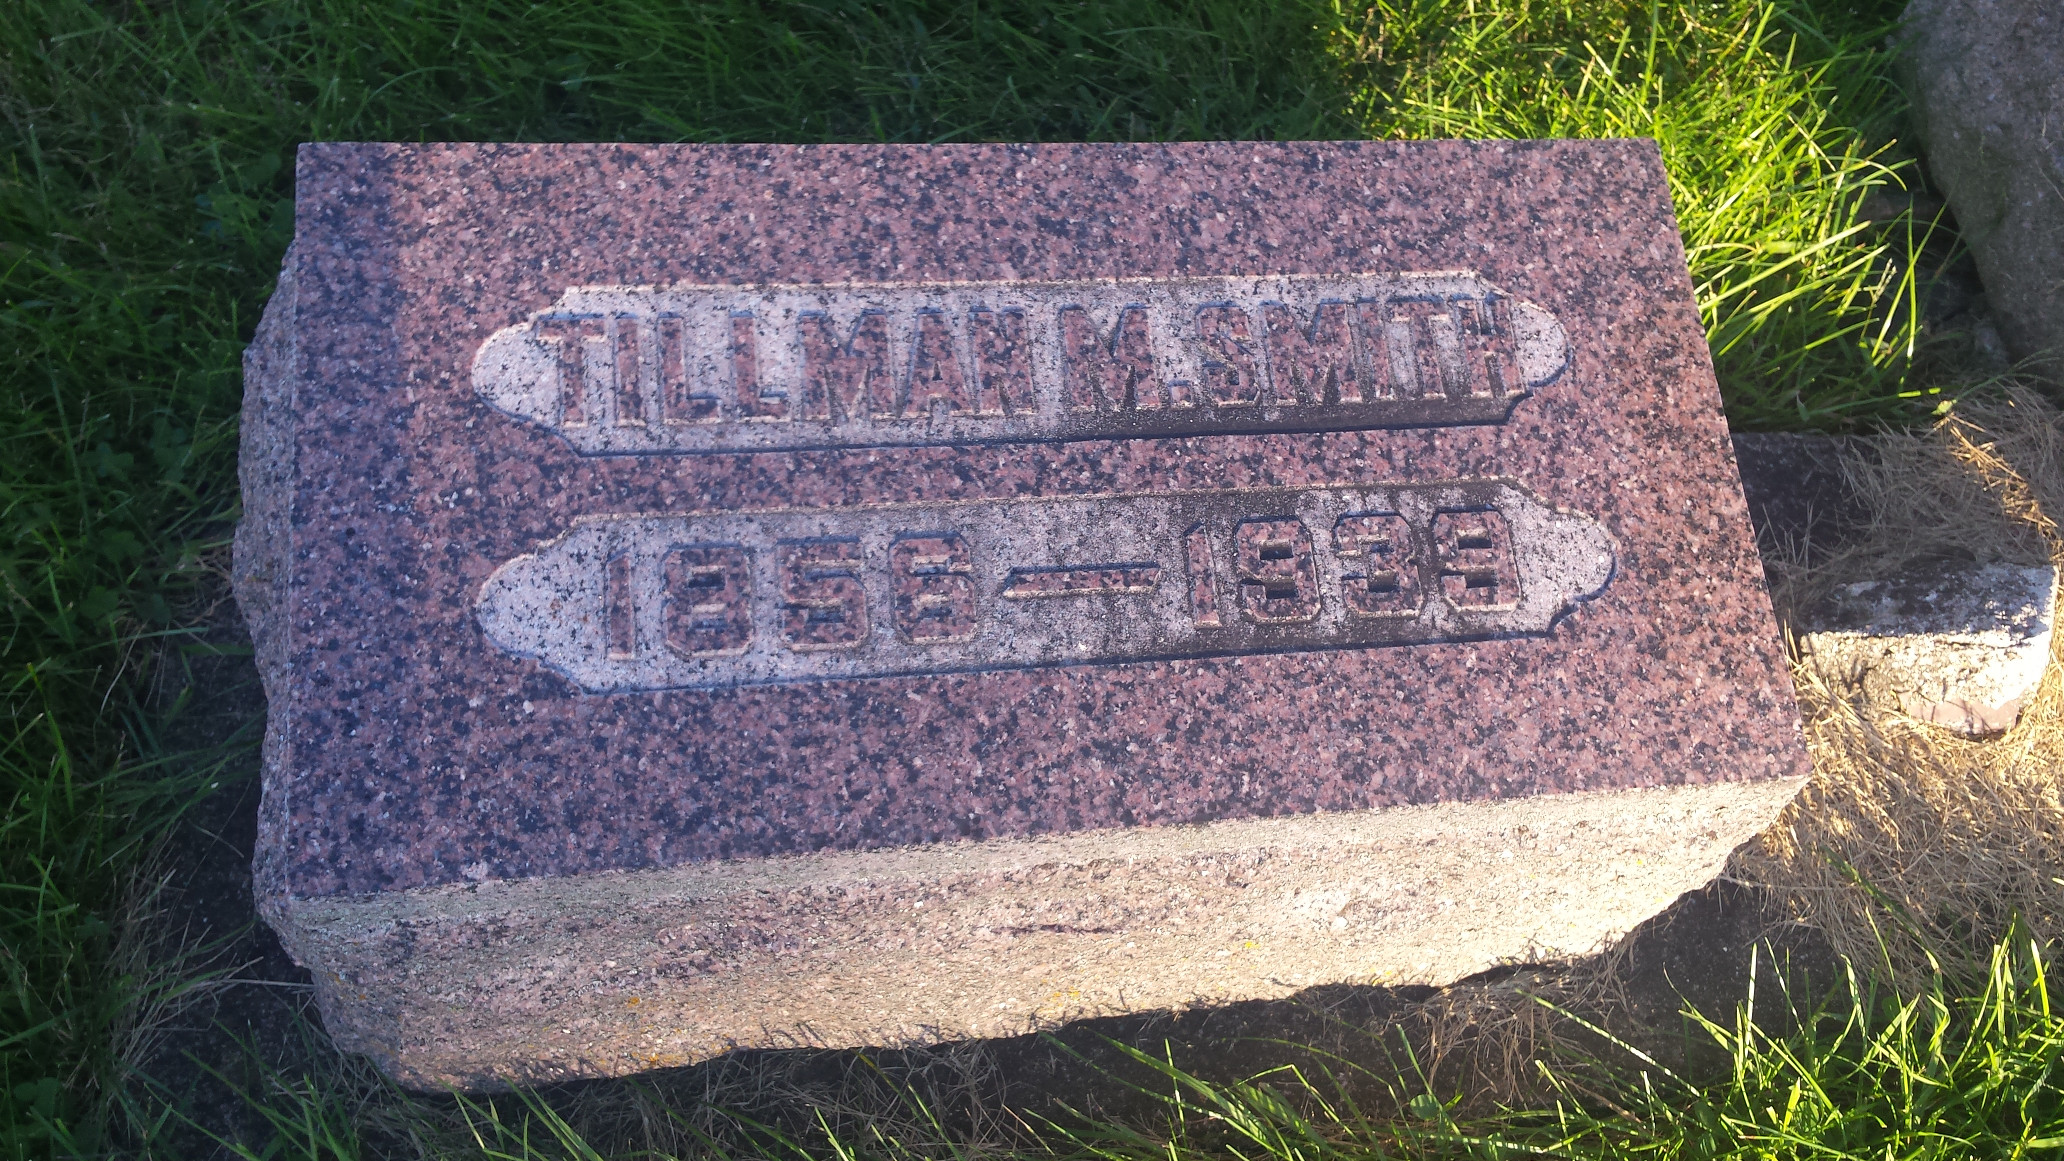 TILLMAN M. SMITH
1856 — 1939